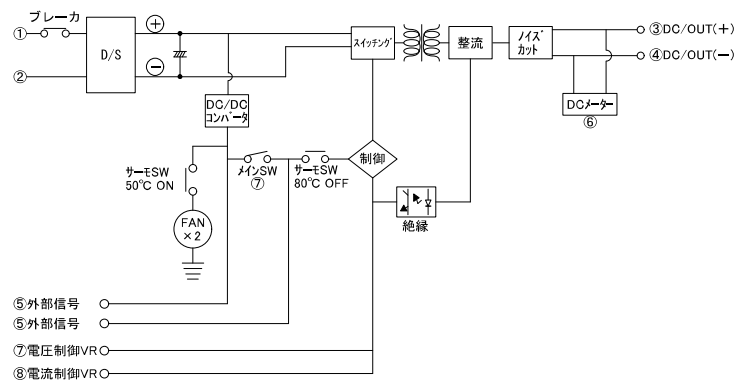 ブレーカ
①
②
D/S
+
−
スイッチング
整流
ノイズ
カット
③DC/OUT(+)
④DC/OUT(−)
DCメーター
⑥
DC/DC
コンバータ
サーモSW
50℃ ON
メインSW
⑦
サーモSW
80℃ OFF
制御
絶縁
FAN
×2
⑤外部信号
⑤外部信号
⑦電圧制御VR
⑧電流制御VR